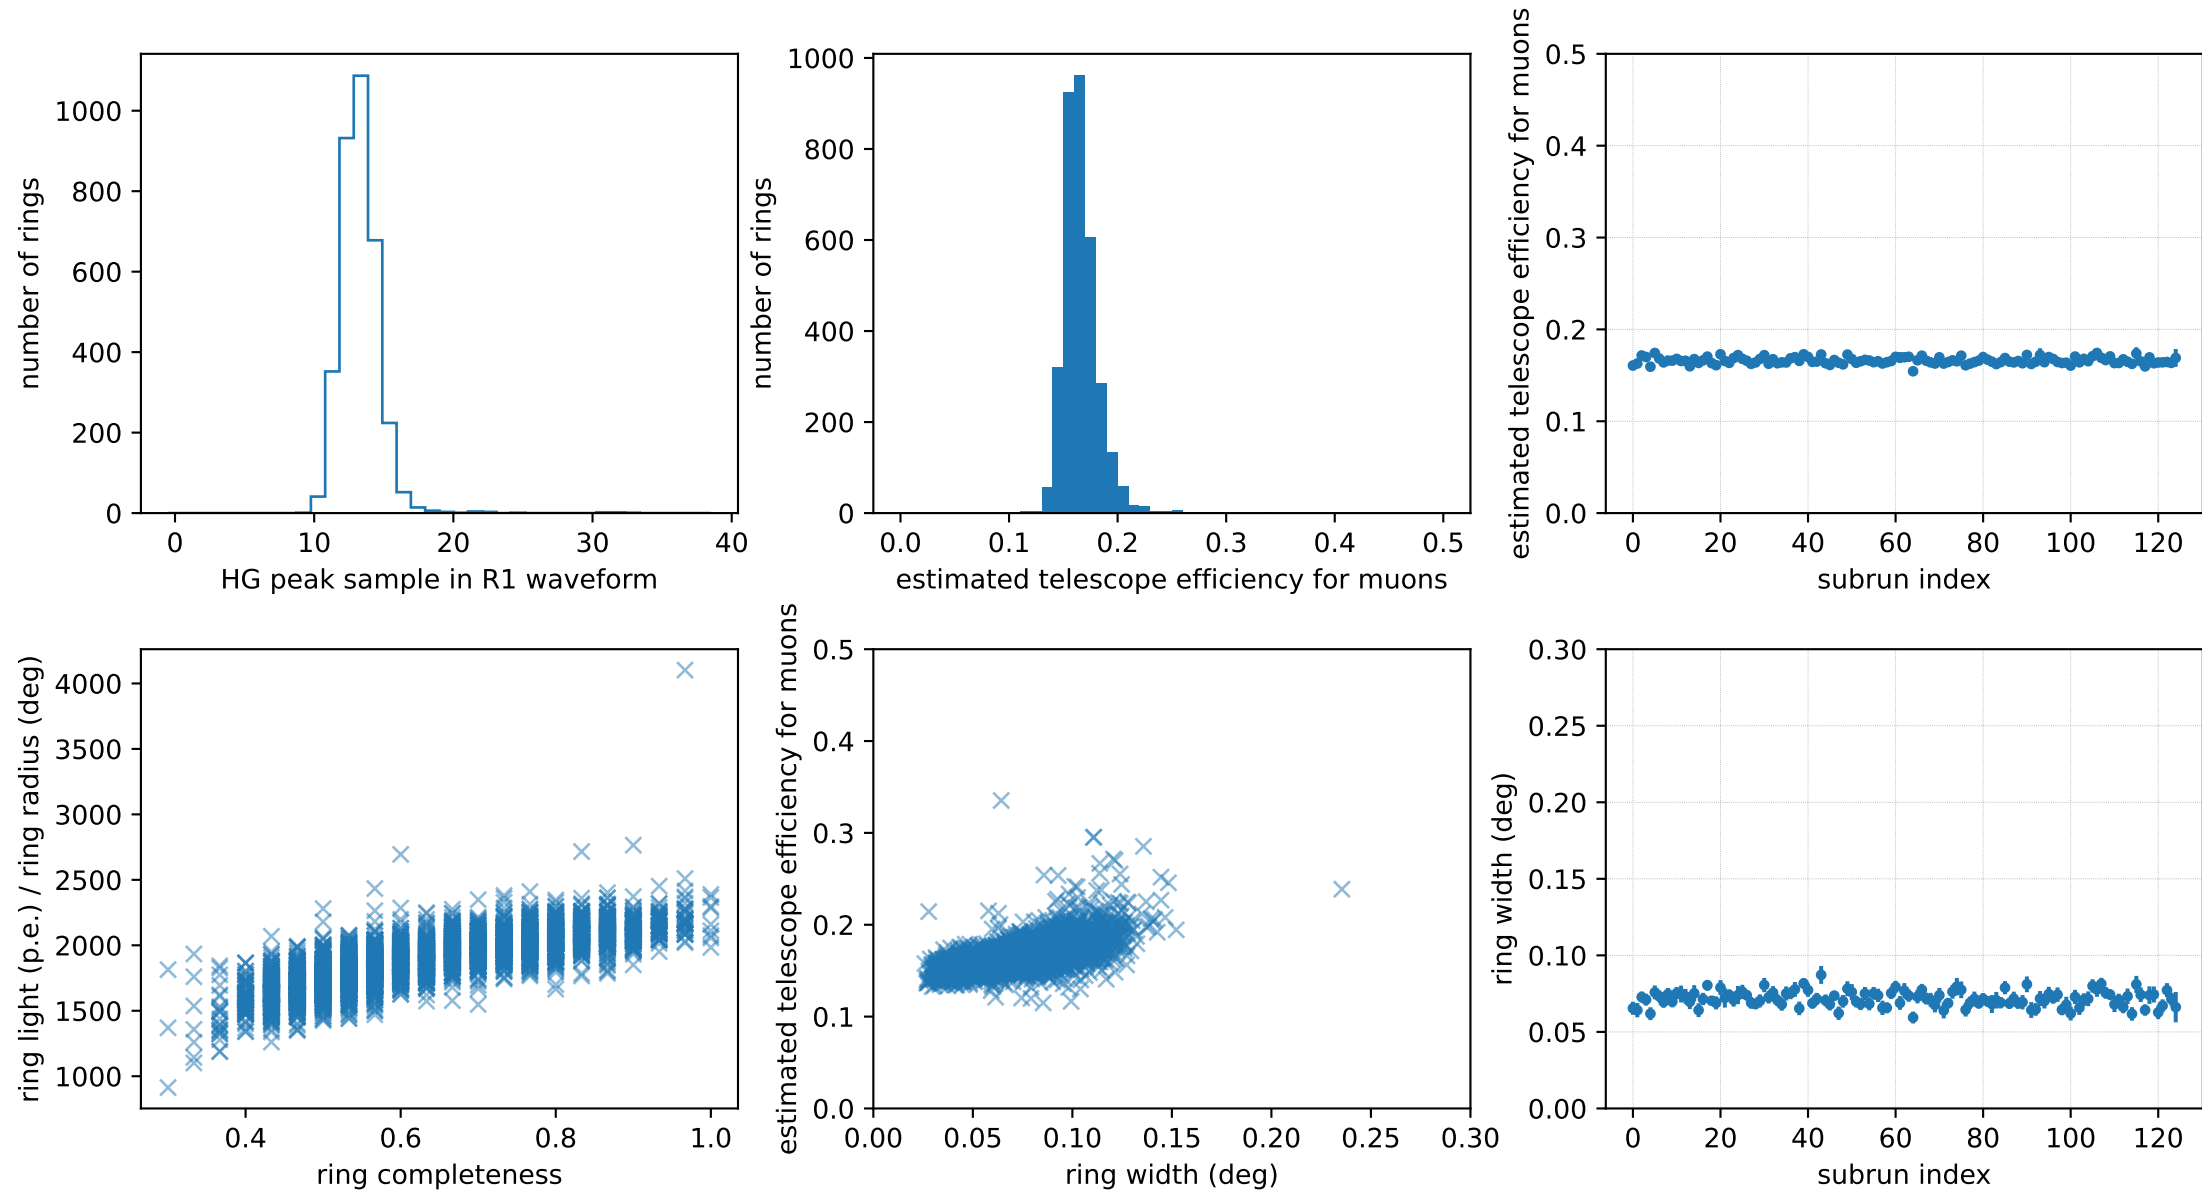 number of rings
1000
800
600
400
200
0
0 10 20 30 40
HG peak sample in R1 waveform
number of rings
1000
800
600
400
200
0
0.0 0.1 0.2 0.3 0.4 0.5
estimated telescope efficiency for muons
estimated telescope efficiency for muons
0.5
0.4
0.3
0.2
0.1
0.0
0 20 40 60 80 100 120
subrun index
ring light (p.e.) / ring radius (deg)
4000
3500
3000
2500
2000
1500
1000
0.4 0.6 0.8 1.0
ring completeness
estimated telescope efficiency for muons
0.5
0.4
0.3
0.2
0.1
0.0
0.00 0.05 0.10 0.15 0.20 0.25 0.30
ring width (deg)
ring width (deg)
0.30
0.25
0.20
0.15
0.10
0.05
0.00
0 20 40 60 80 100 120
subrun index